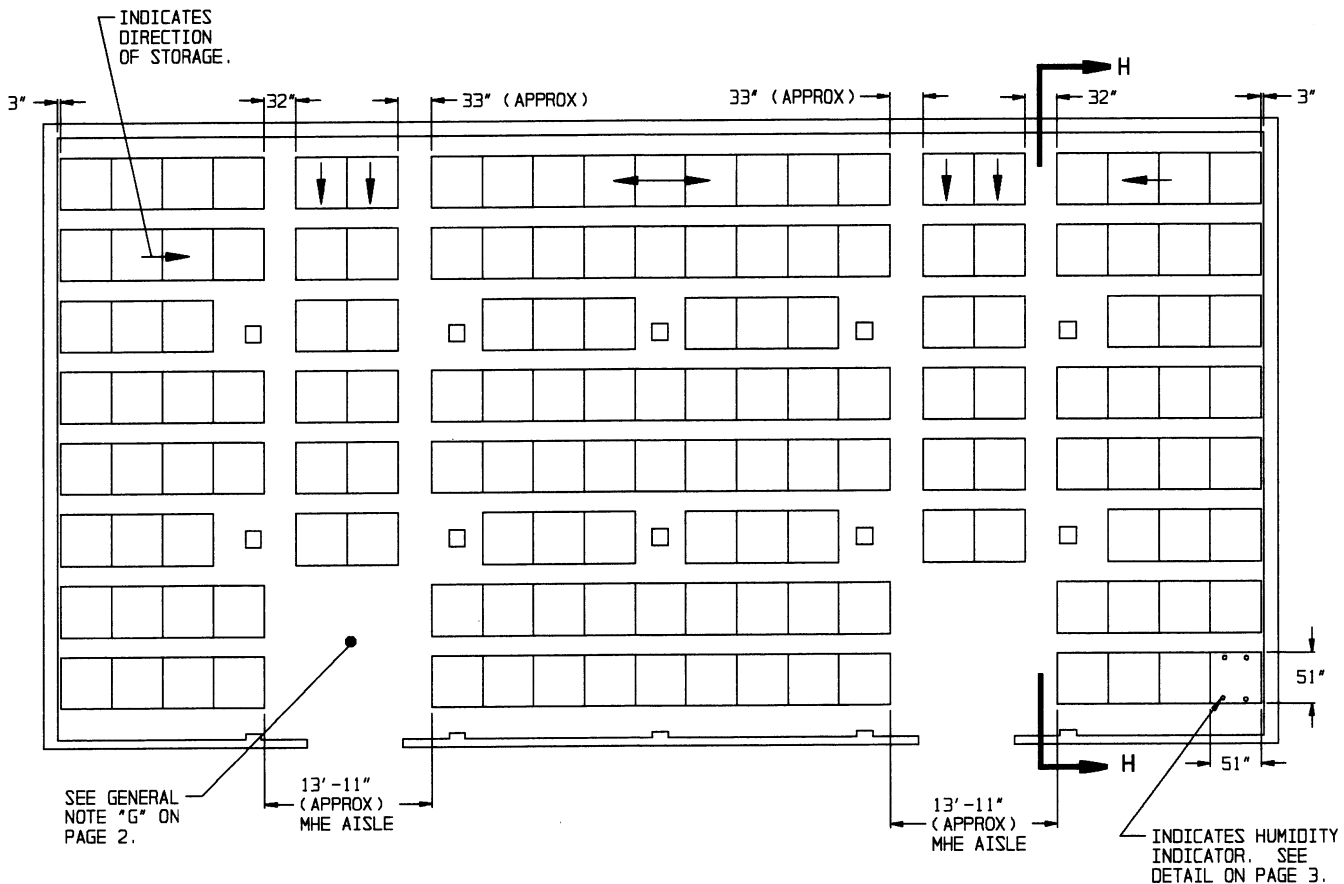 INDICATES
DIRECTION
OF STORAGE.
H
3" 32" 33" (APPROX) 33" (APPROX) 32" 3"
51"
H
51"
SEE GENERAL
NOTE "G" ON
PAGE 2.
13'-11"
(APPROX)
MHE AISLE
13'-11"
(APPROX)
MHE AISLE
INDICATES HUMIDITY
INDICATOR. SEE
DETAIL ON PAGE 3.